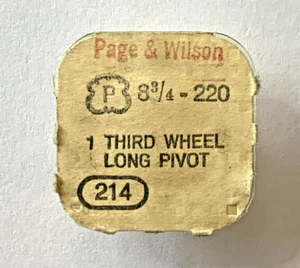 Page & Wilson
P 8¾ - 220
1 THIRD WHEEL
LONG PIVOT
214